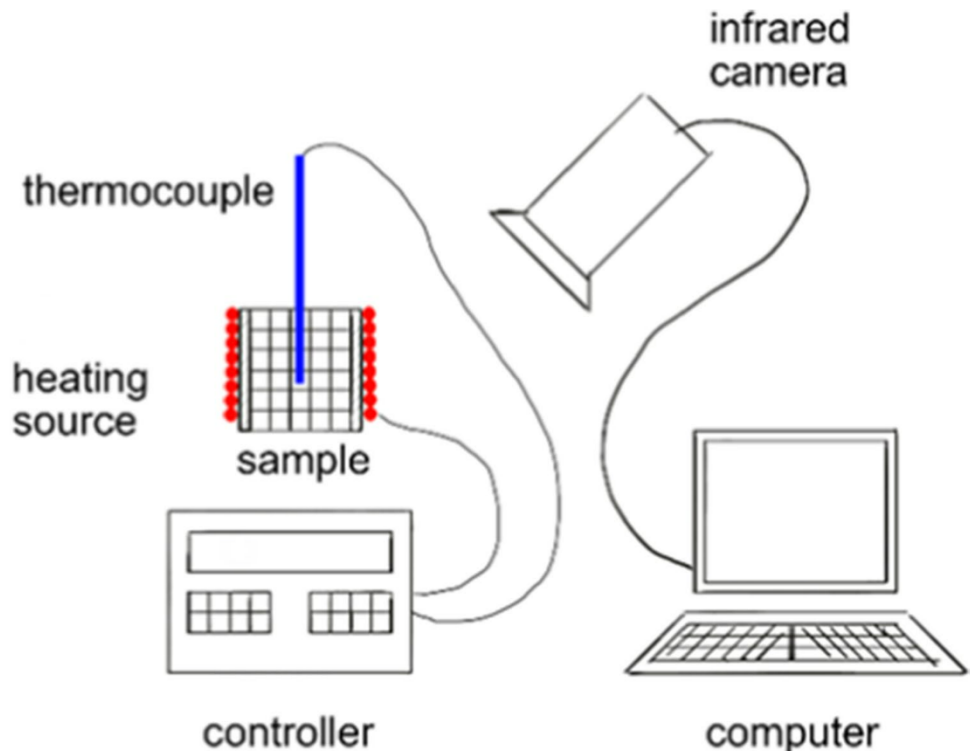 infrared
camera
thermocouple
heating
source
sample
controller
computer